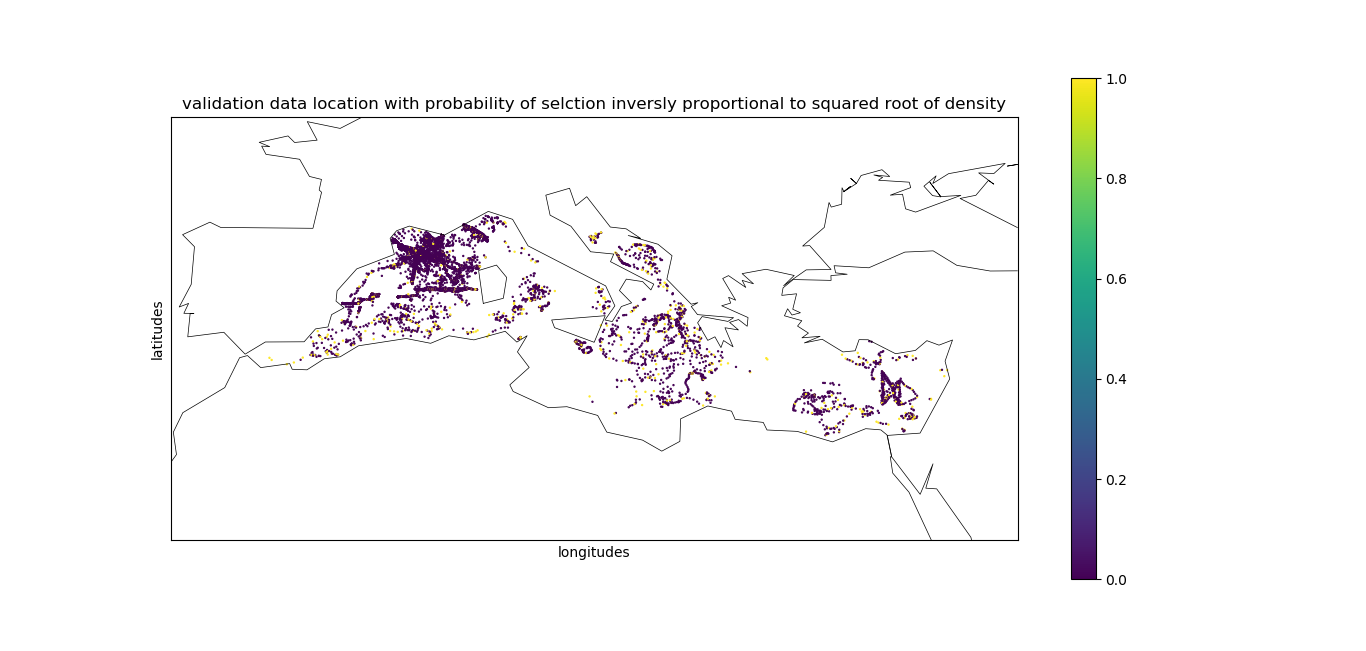 validation data location with probability of selction inversly proportional to squared root of density
latitudes
longitudes
1.0
0.8
0.6
0.4
0.2
0.0